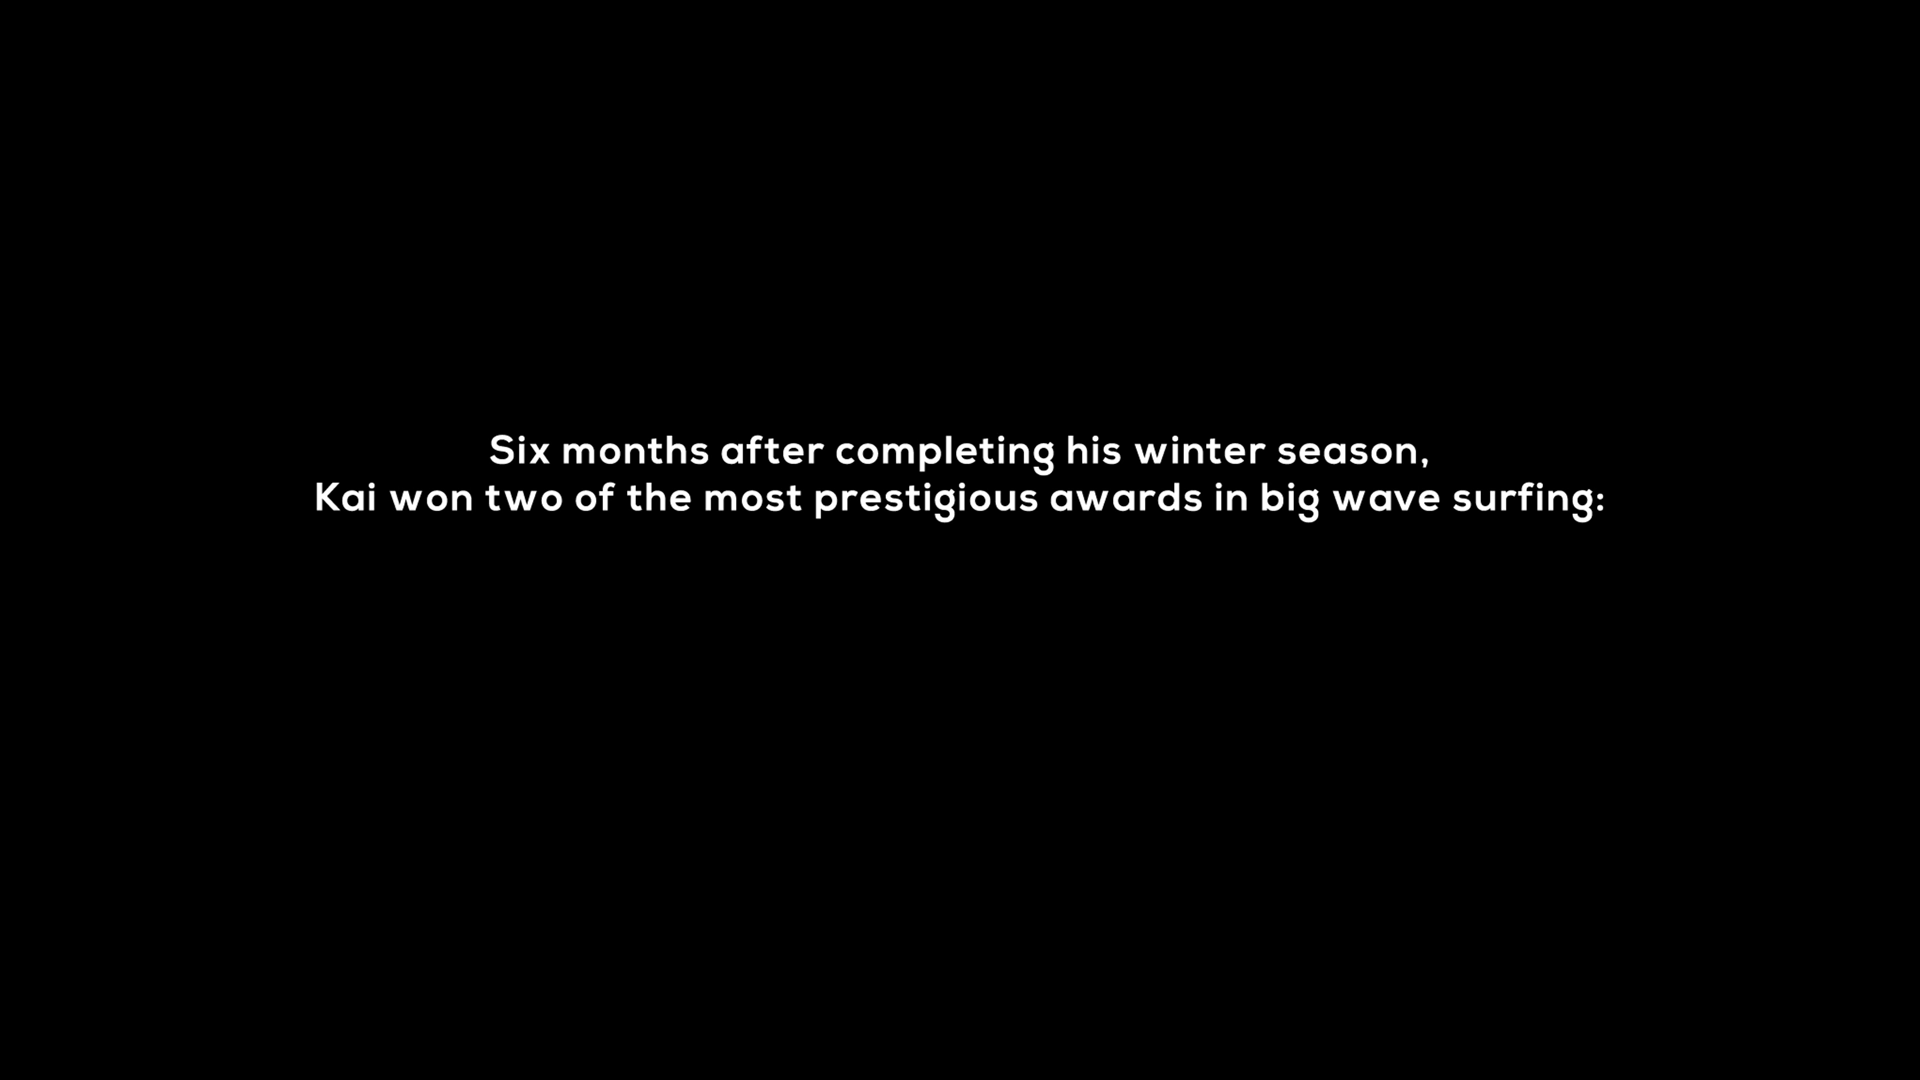 Six months after completing his winter season,
Kai won two of the most prestigious awards in big wave surfing: